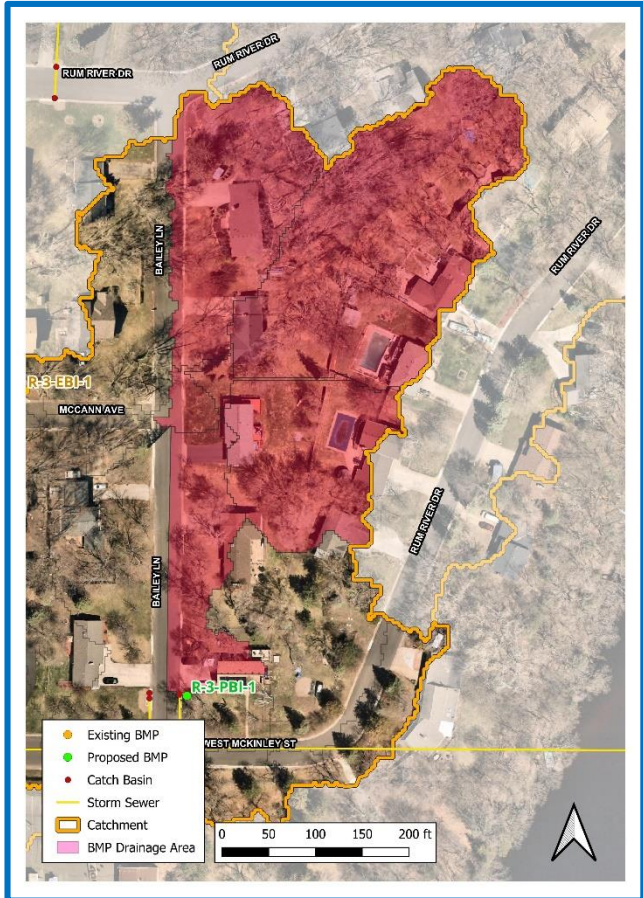 RUM RIVER DR
RUM RIVER DR
RUM RIVER DR
BAILEY LN
R-3-EBI-1
MCCANN AVE
RUM RIVER DR
BAILEY LN
R-3-PBI-1
WEST MCKINLEY ST
Existing BMP
Proposed BMP
Catch Basin
Storm Sewer
Catchment
BMP Drainage Area
0 50 100 150 200 ft